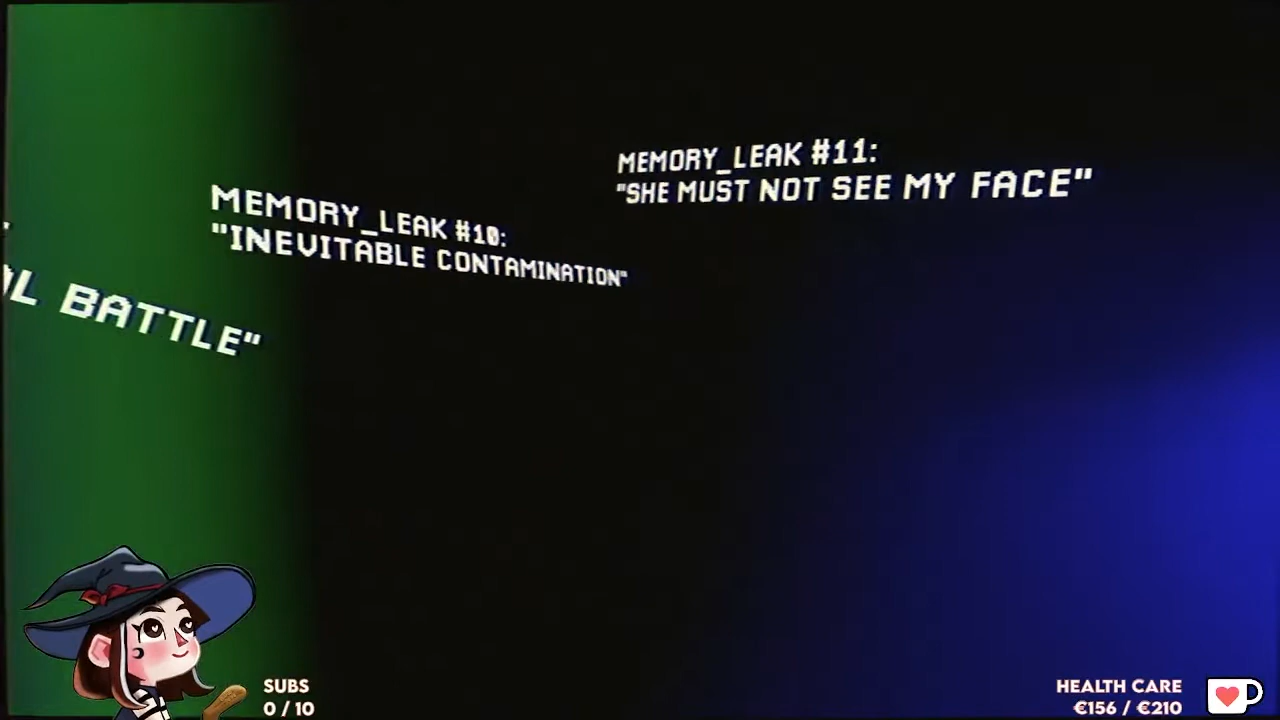 MEMORY_LEAK #11:
"SHE MUST NOT SEE MY FACE"
MEMORY_LEAK #10:
"INEVITABLE CONTAMINATION"
BATTLE"
SUBS
0 / 10
HEALTH CARE
€156 / €210